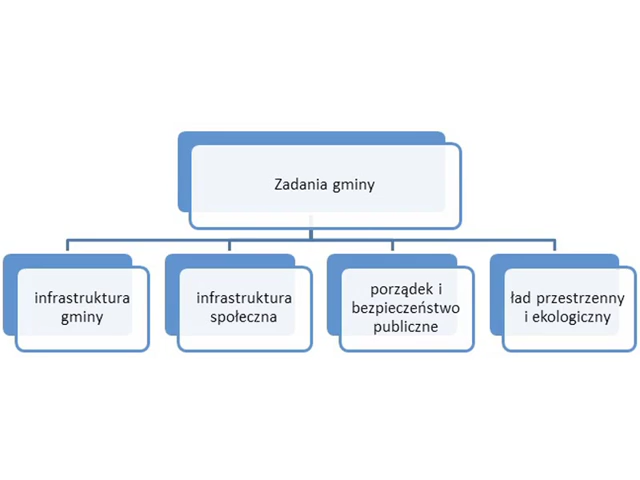 Zadania gminy
infrastruktura
gminy
infrastruktura
społeczna
porządek i
bezpieczeństwo
publiczne
ład przestrzenny
i ekologiczny